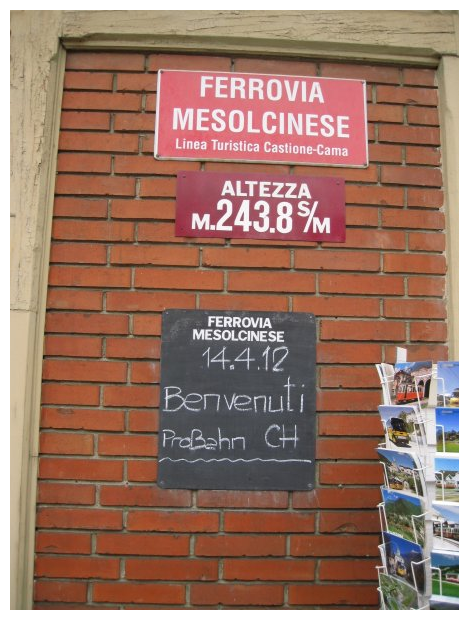 FERROVIA
MESOLCINESE
Linea Turistica Castione-Cama
ALTEZZA
M.243.8 S/M
FERROVIA
MESOLCINESE
14.4.12
Benvenuti
ProBahn CH